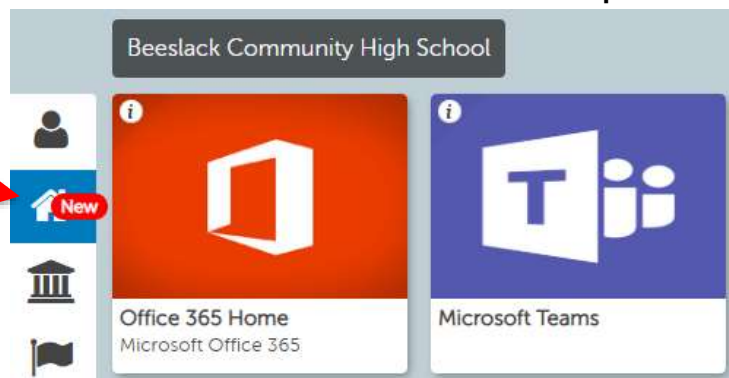 Beeslack Community High School
New
T
Office 365 Home
Microsoft Office 365
Microsoft Teams